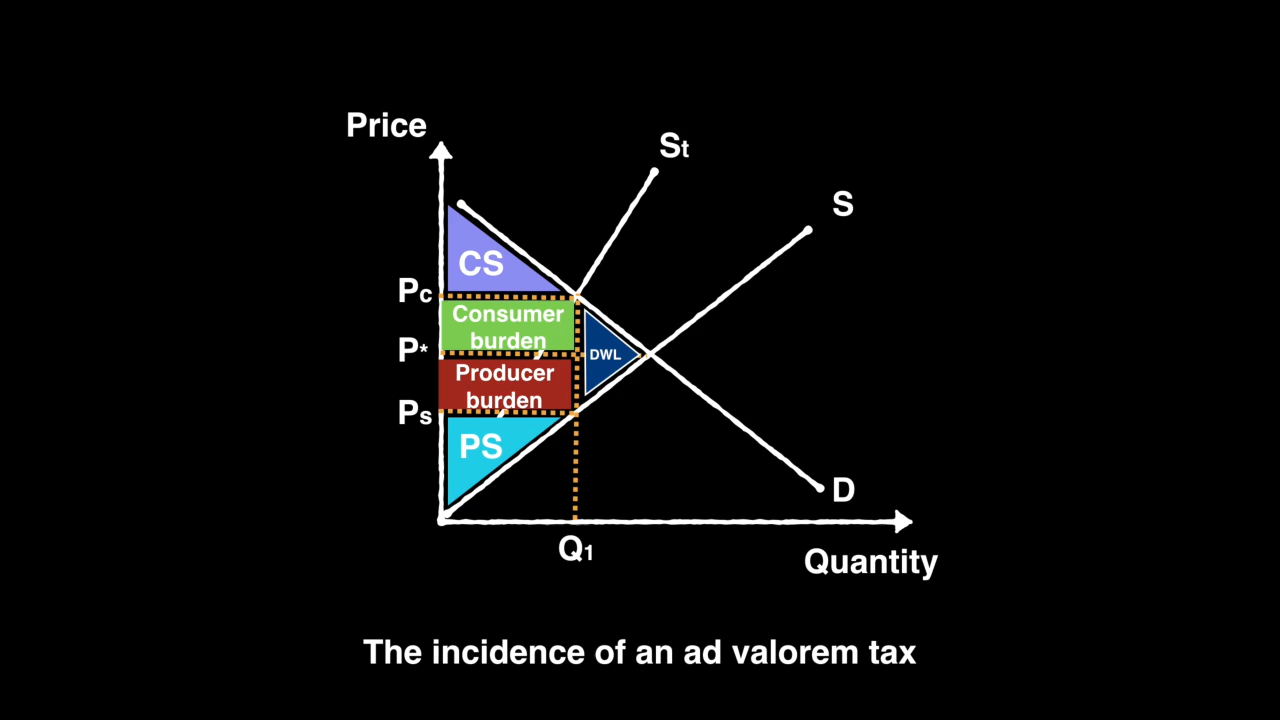 Price
St
S
CS
Pc
Consumer
burden
P*
DWL
Producer
burden
Ps
PS
D
Q1
Quantity
The incidence of an ad valorem tax